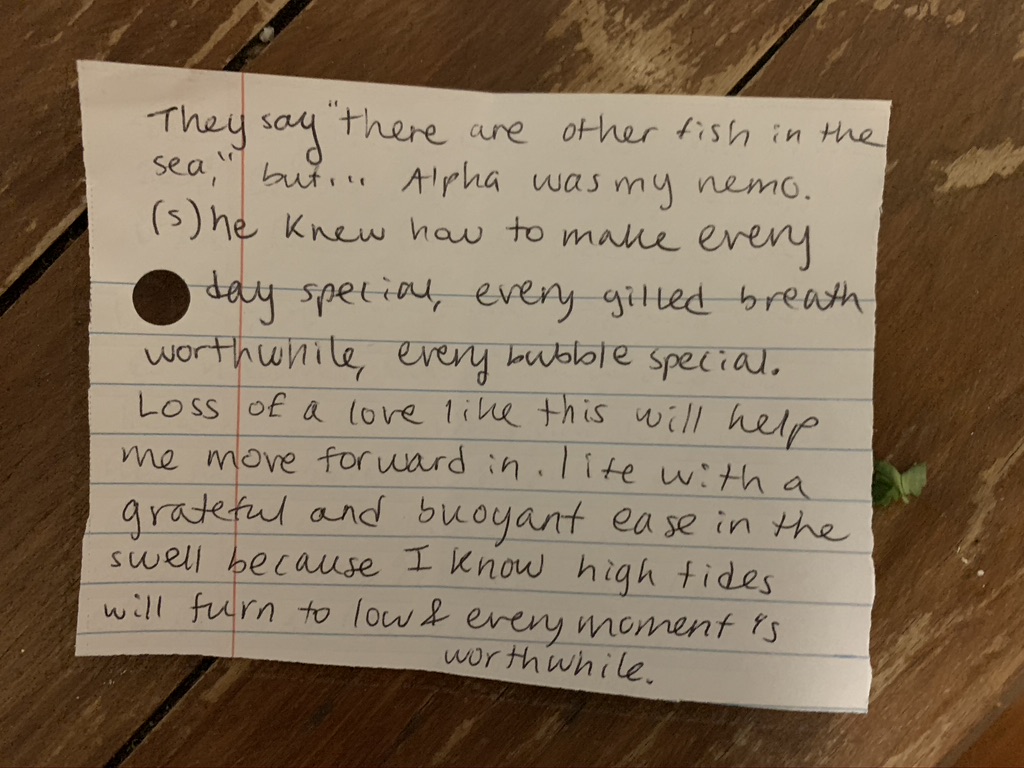 They say "there are other fish in the
sea," but... Alpha was my nemo.
(s)he knew how to make every
day special, every gilled breath
worthwhile, every bubble special.
Loss of a love like this will help
me move forward in. life with a
grateful and buoyant ease in the
swell because I know high tides
will turn to low & every moment is
worthwhile.